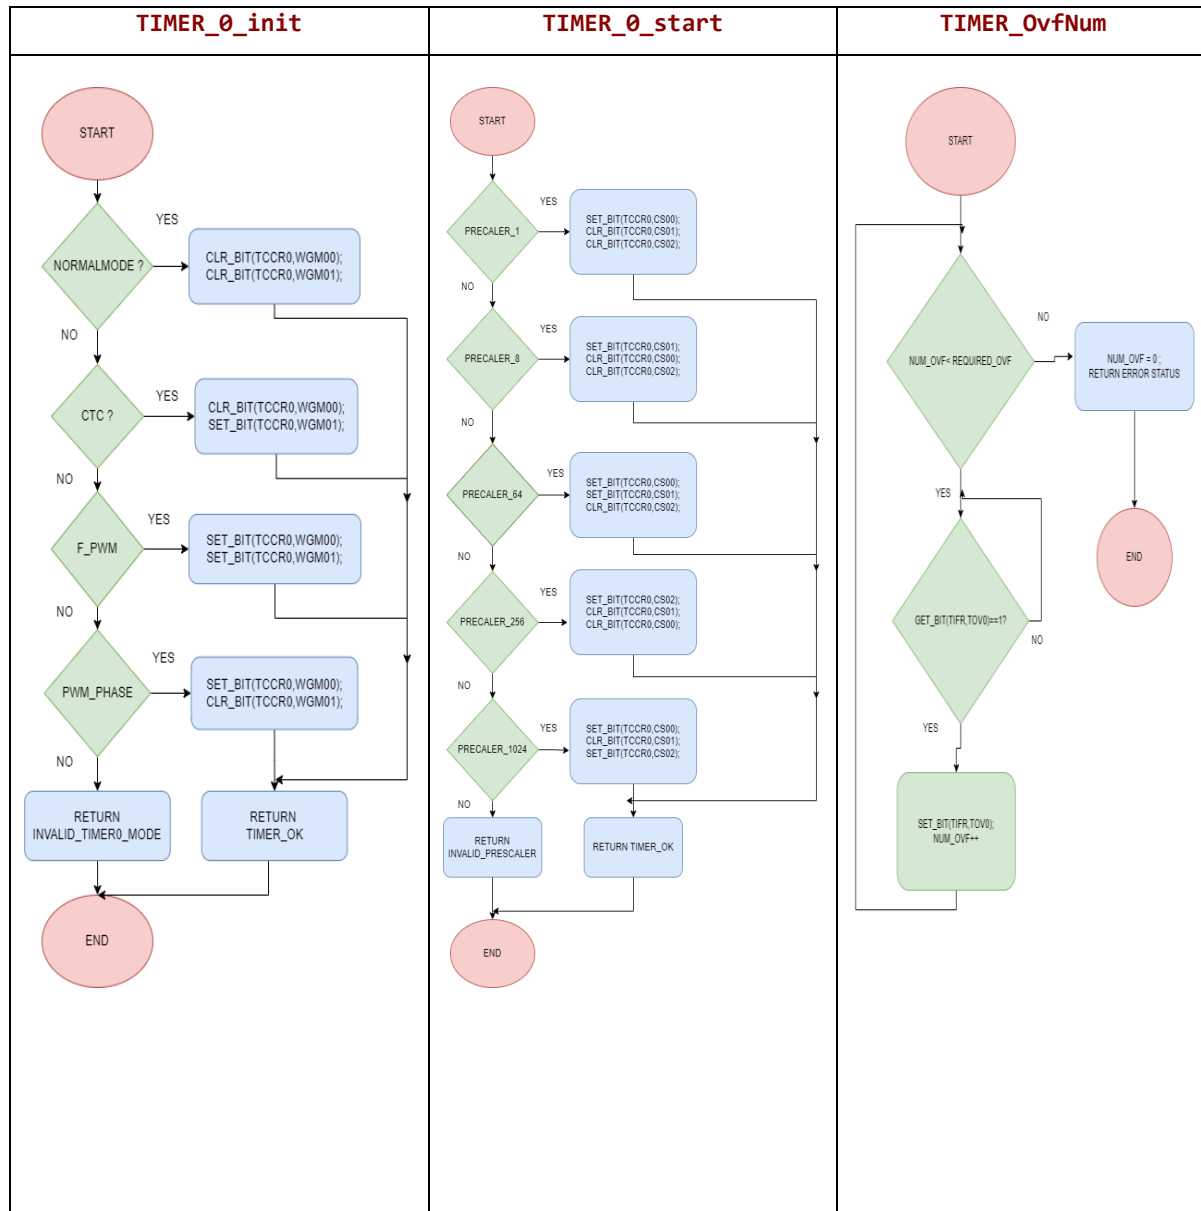 TIMER_0_init
START
YES
NORMALMODE ?
CLR_BIT(TCCR0,WGM00);
CLR_BIT(TCCR0,WGM01);
NO
YES
CTC ?
CLR_BIT(TCCR0,WGM00);
SET_BIT(TCCR0,WGM01);
NO
YES
F_PWM
SET_BIT(TCCR0,WGM00);
SET_BIT(TCCR0,WGM01);
NO
YES
PWM_PHASE
SET_BIT(TCCR0,WGM00);
CLR_BIT(TCCR0,WGM01);
NO
RETURN
INVALID_TIMER0_MODE
RETURN
TIMER_OK
END
TIMER_0_start
START
YES
PRECALER_1
SET_BIT(TCCR0,CS00);
CLR_BIT(TCCR0,CS01);
CLR_BIT(TCCR0,CS02);
NO
YES
PRECALER_8
SET_BIT(TCCR0,CS01);
CLR_BIT(TCCR0,CS00);
CLR_BIT(TCCR0,CS02);
NO
YES
PRECALER_64
SET_BIT(TCCR0,CS00);
SET_BIT(TCCR0,CS01);
CLR_BIT(TCCR0,CS02);
NO
YES
PRECALER_256
SET_BIT(TCCR0,CS02);
CLR_BIT(TCCR0,CS01);
CLR_BIT(TCCR0,CS00);
NO
YES
PRECALER_1024
SET_BIT(TCCR0,CS00);
CLR_BIT(TCCR0,CS01);
SET_BIT(TCCR0,CS02);
NO
RETURN
INVALID_PRESCALER
RETURN TIMER_OK
END
TIMER_OvfNum
START
NO
NUM_OVF< REQUIRED_OVF
NUM_OVF = 0 ;
RETURN ERROR STATUS
YES
END
GET_BIT(TIFR,TOV0)==1?
NO
YES
SET_BIT(TIFR,TOV0);
NUM_OVF++